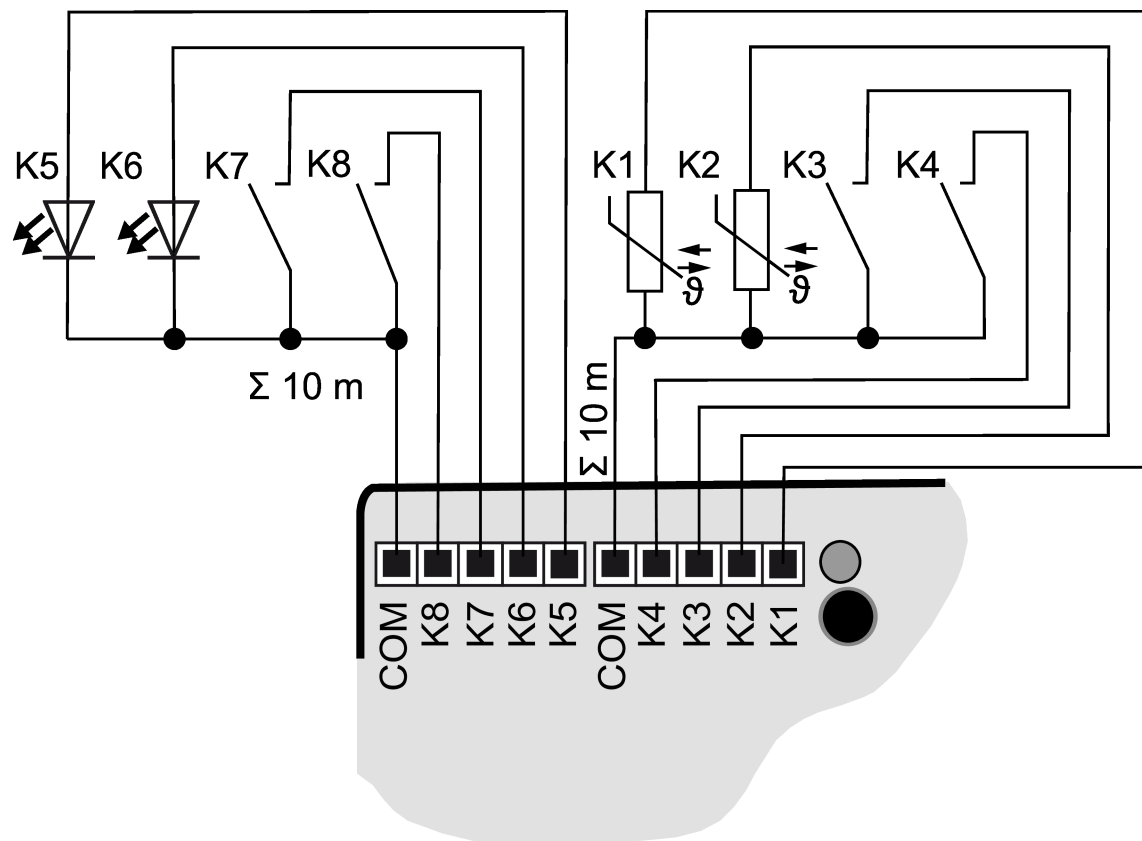 K5 K6 K7 K8 K1 K2 K3 K4
ϑ ϑ
Σ 10 m
Σ 10 m
COM K8 K7 K6 K5 COM K4 K3 K2 K1